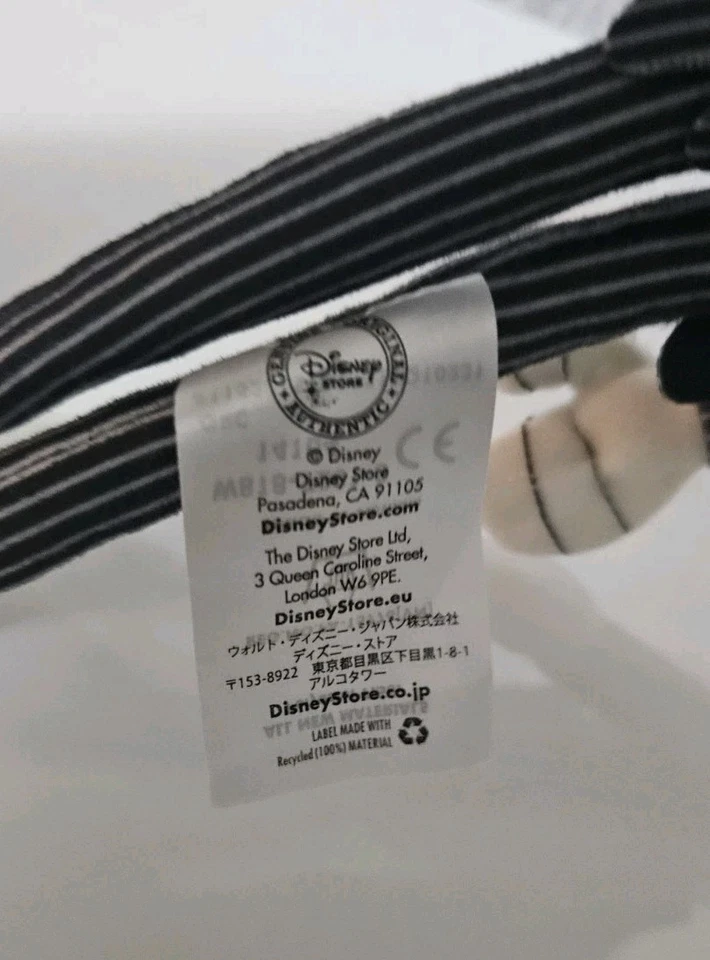 GENUINE ORIGINAL
Disney
STORE
AUTHENTIC
© Disney
Disney Store
Pasadena, CA 91105
DisneyStore.com
The Disney Store Ltd,
3 Queen Caroline Street,
London W6 9PE.
DisneyStore.eu
ウォルト・ディズニー・ジャパン株式会社
ディズニー・ストア
〒153-8922 東京都目黒区下目黒1-8-1
アルコタワー
DisneyStore.co.jp
ALL NEW MATERIALS
LABEL MADE WITH
Recycled (100%) MATERIAL